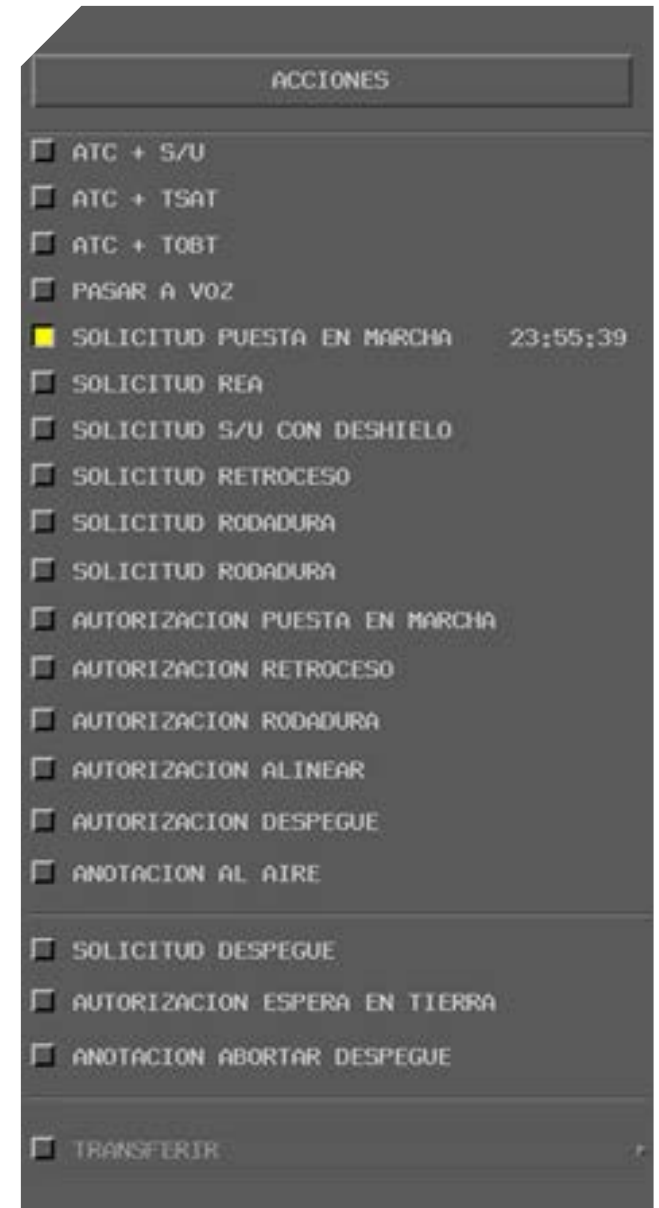 ACCIONES
ATC + S/U
ATC + TSAT
ATC + TOBT
PASAR A VOZ
SOLICITUD PUESTA EN MARCHA 23:55:39
SOLICITUD REA
SOLICITUD S/U CON DESHIELO
SOLICITUD RETROCESO
SOLICITUD RODADURA
SOLICITUD RODADURA
AUTORIZACION PUESTA EN MARCHA
AUTORIZACION RETROCESO
AUTORIZACION RODADURA
AUTORIZACION ALINEAR
AUTORIZACION DESPEGUE
ANOTACION AL AIRE
SOLICITUD DESPEGUE
AUTORIZACION ESPERA EN TIERRA
ANOTACION ABORTAR DESPEGUE
TRANSFERIR